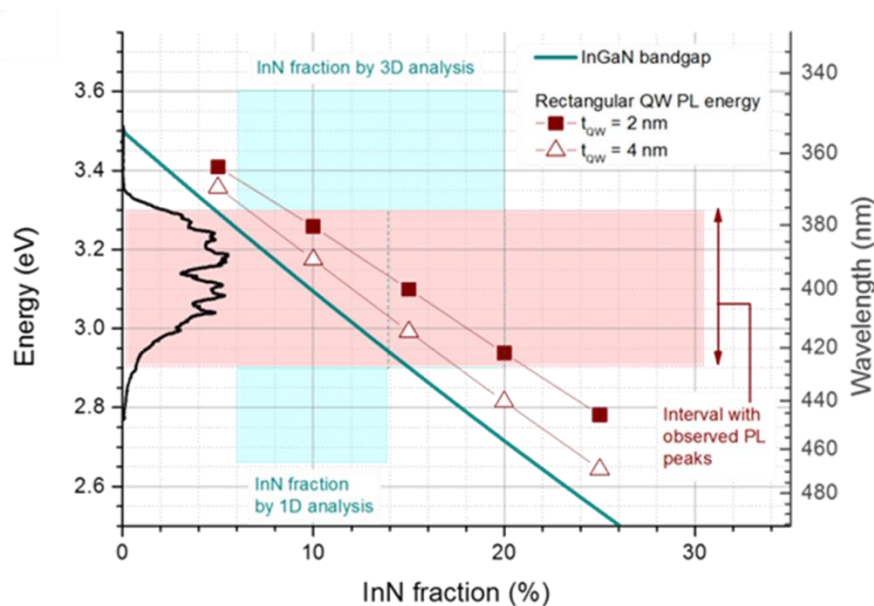 InN fraction by 3D analysis
InGaN bandgap
Rectangular QW PL energy
t_QW = 2 nm
t_QW = 4 nm
3.6
3.4
3.2
3.0
2.8
2.6
Energy (eV)
340
360
380
400
420
440
460
480
Wavelength (nm)
Interval with
observed PL
peaks
InN fraction
by 1D analysis
0
10
20
30
InN fraction (%)